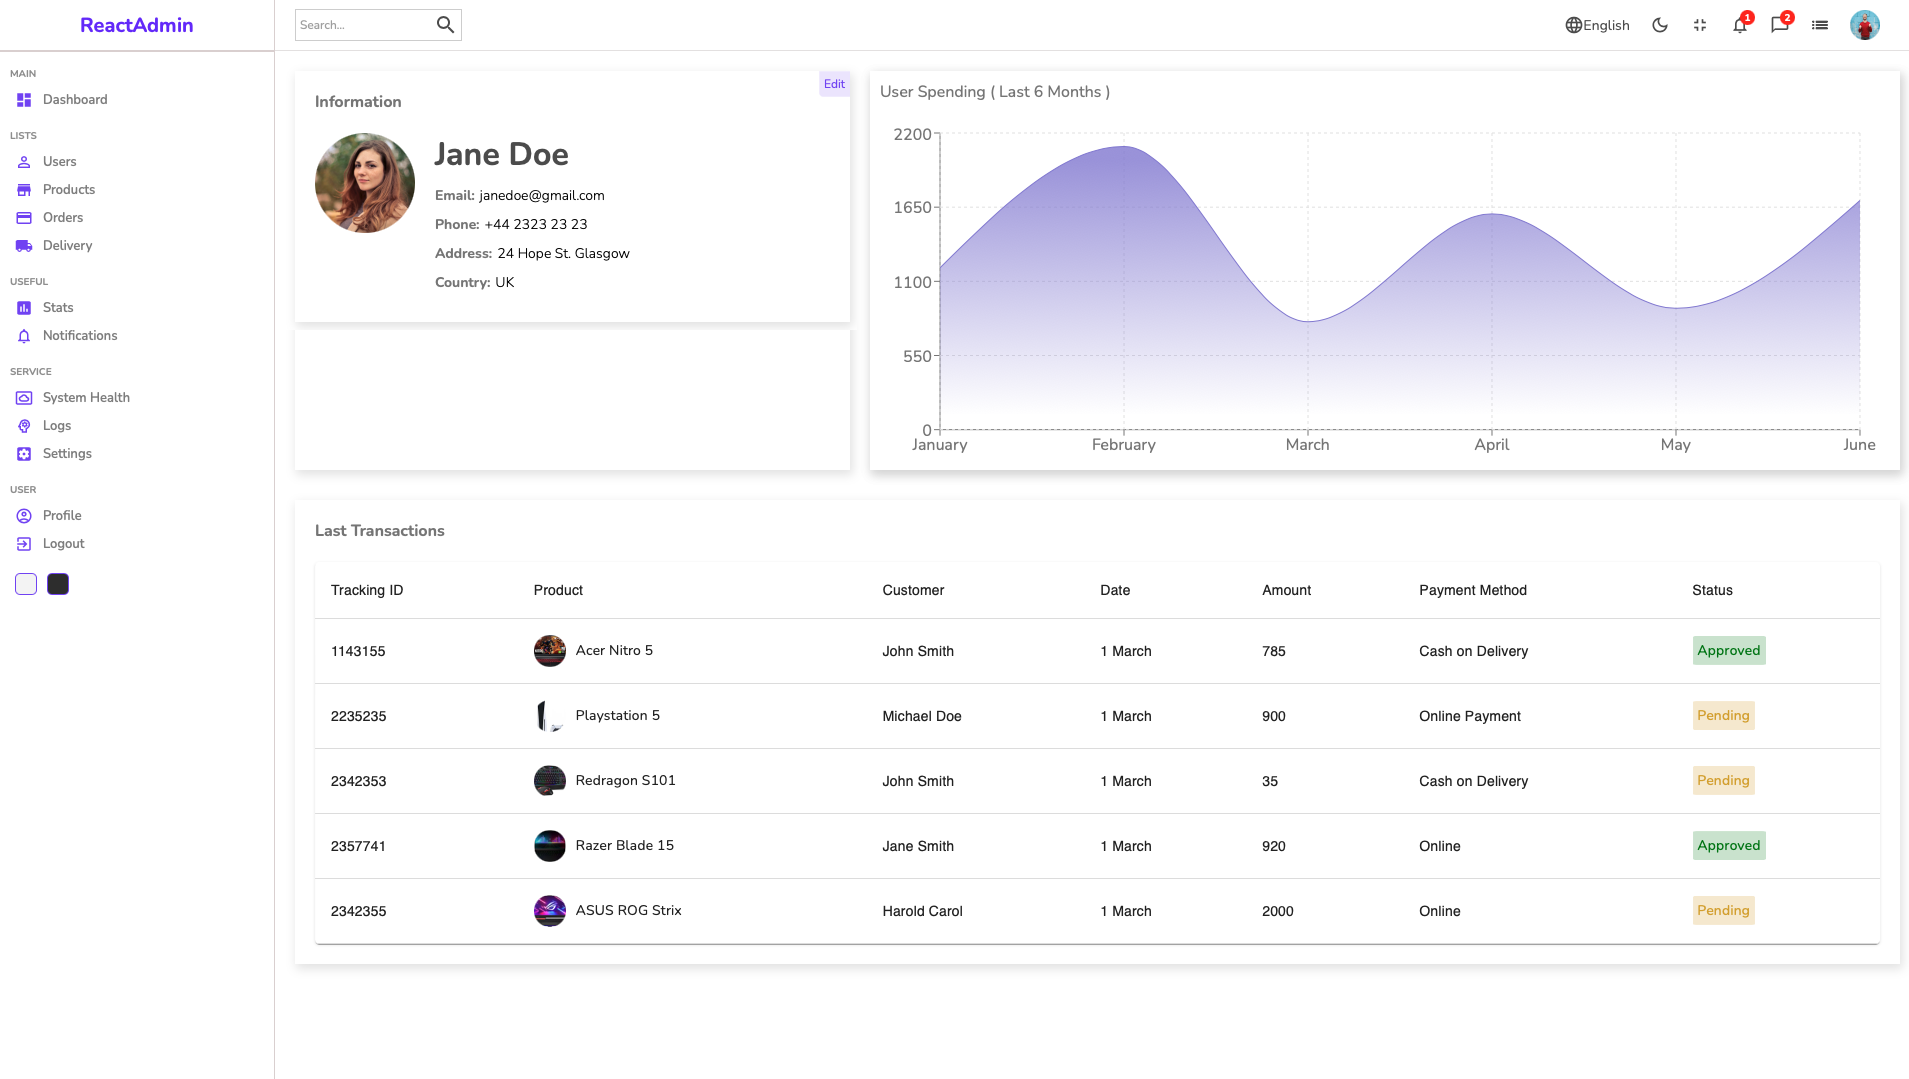 ReactAdmin
Search...
English
1
2
MAIN
Dashboard
LISTS
Users
Products
Orders
Delivery
USEFUL
Stats
Notifications
SERVICE
System Health
Logs
Settings
USER
Profile
Logout
Edit
Information
Jane Doe
Email: janedoe@gmail.com
Phone: +44 2323 23 23
Address: 24 Hope St. Glasgow
Country: UK
User Spending ( Last 6 Months )
2200
1650
1100
550
0
January February March April May June
Last Transactions
Tracking ID Product Customer Date Amount Payment Method Status
1143155 Acer Nitro 5 John Smith 1 March 785 Cash on Delivery Approved
2235235 Playstation 5 Michael Doe 1 March 900 Online Payment Pending
2342353 Redragon S101 John Smith 1 March 35 Cash on Delivery Pending
2357741 Razer Blade 15 Jane Smith 1 March 920 Online Approved
2342355 ASUS ROG Strix Harold Carol 1 March 2000 Online Pending